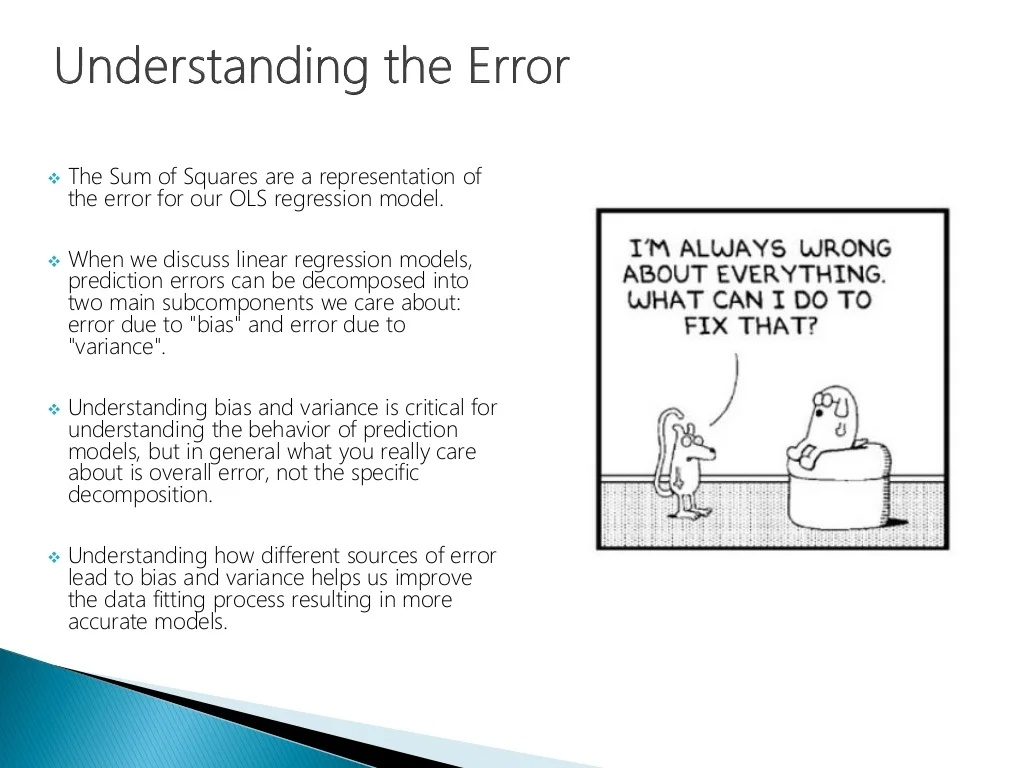 Understanding the Error
The Sum of Squares are a representation of
the error for our OLS regression model.
When we discuss linear regression models,
prediction errors can be decomposed into
two main subcomponents we care about:
error due to "bias" and error due to
"variance".
Understanding bias and variance is critical for
understanding the behavior of prediction
models, but in general what you really care
about is overall error, not the specific
decomposition.
Understanding how different sources of error
lead to bias and variance helps us improve
the data fitting process resulting in more
accurate models.
I'M ALWAYS WRONG
ABOUT EVERYTHING.
WHAT CAN I DO TO
FIX THAT?